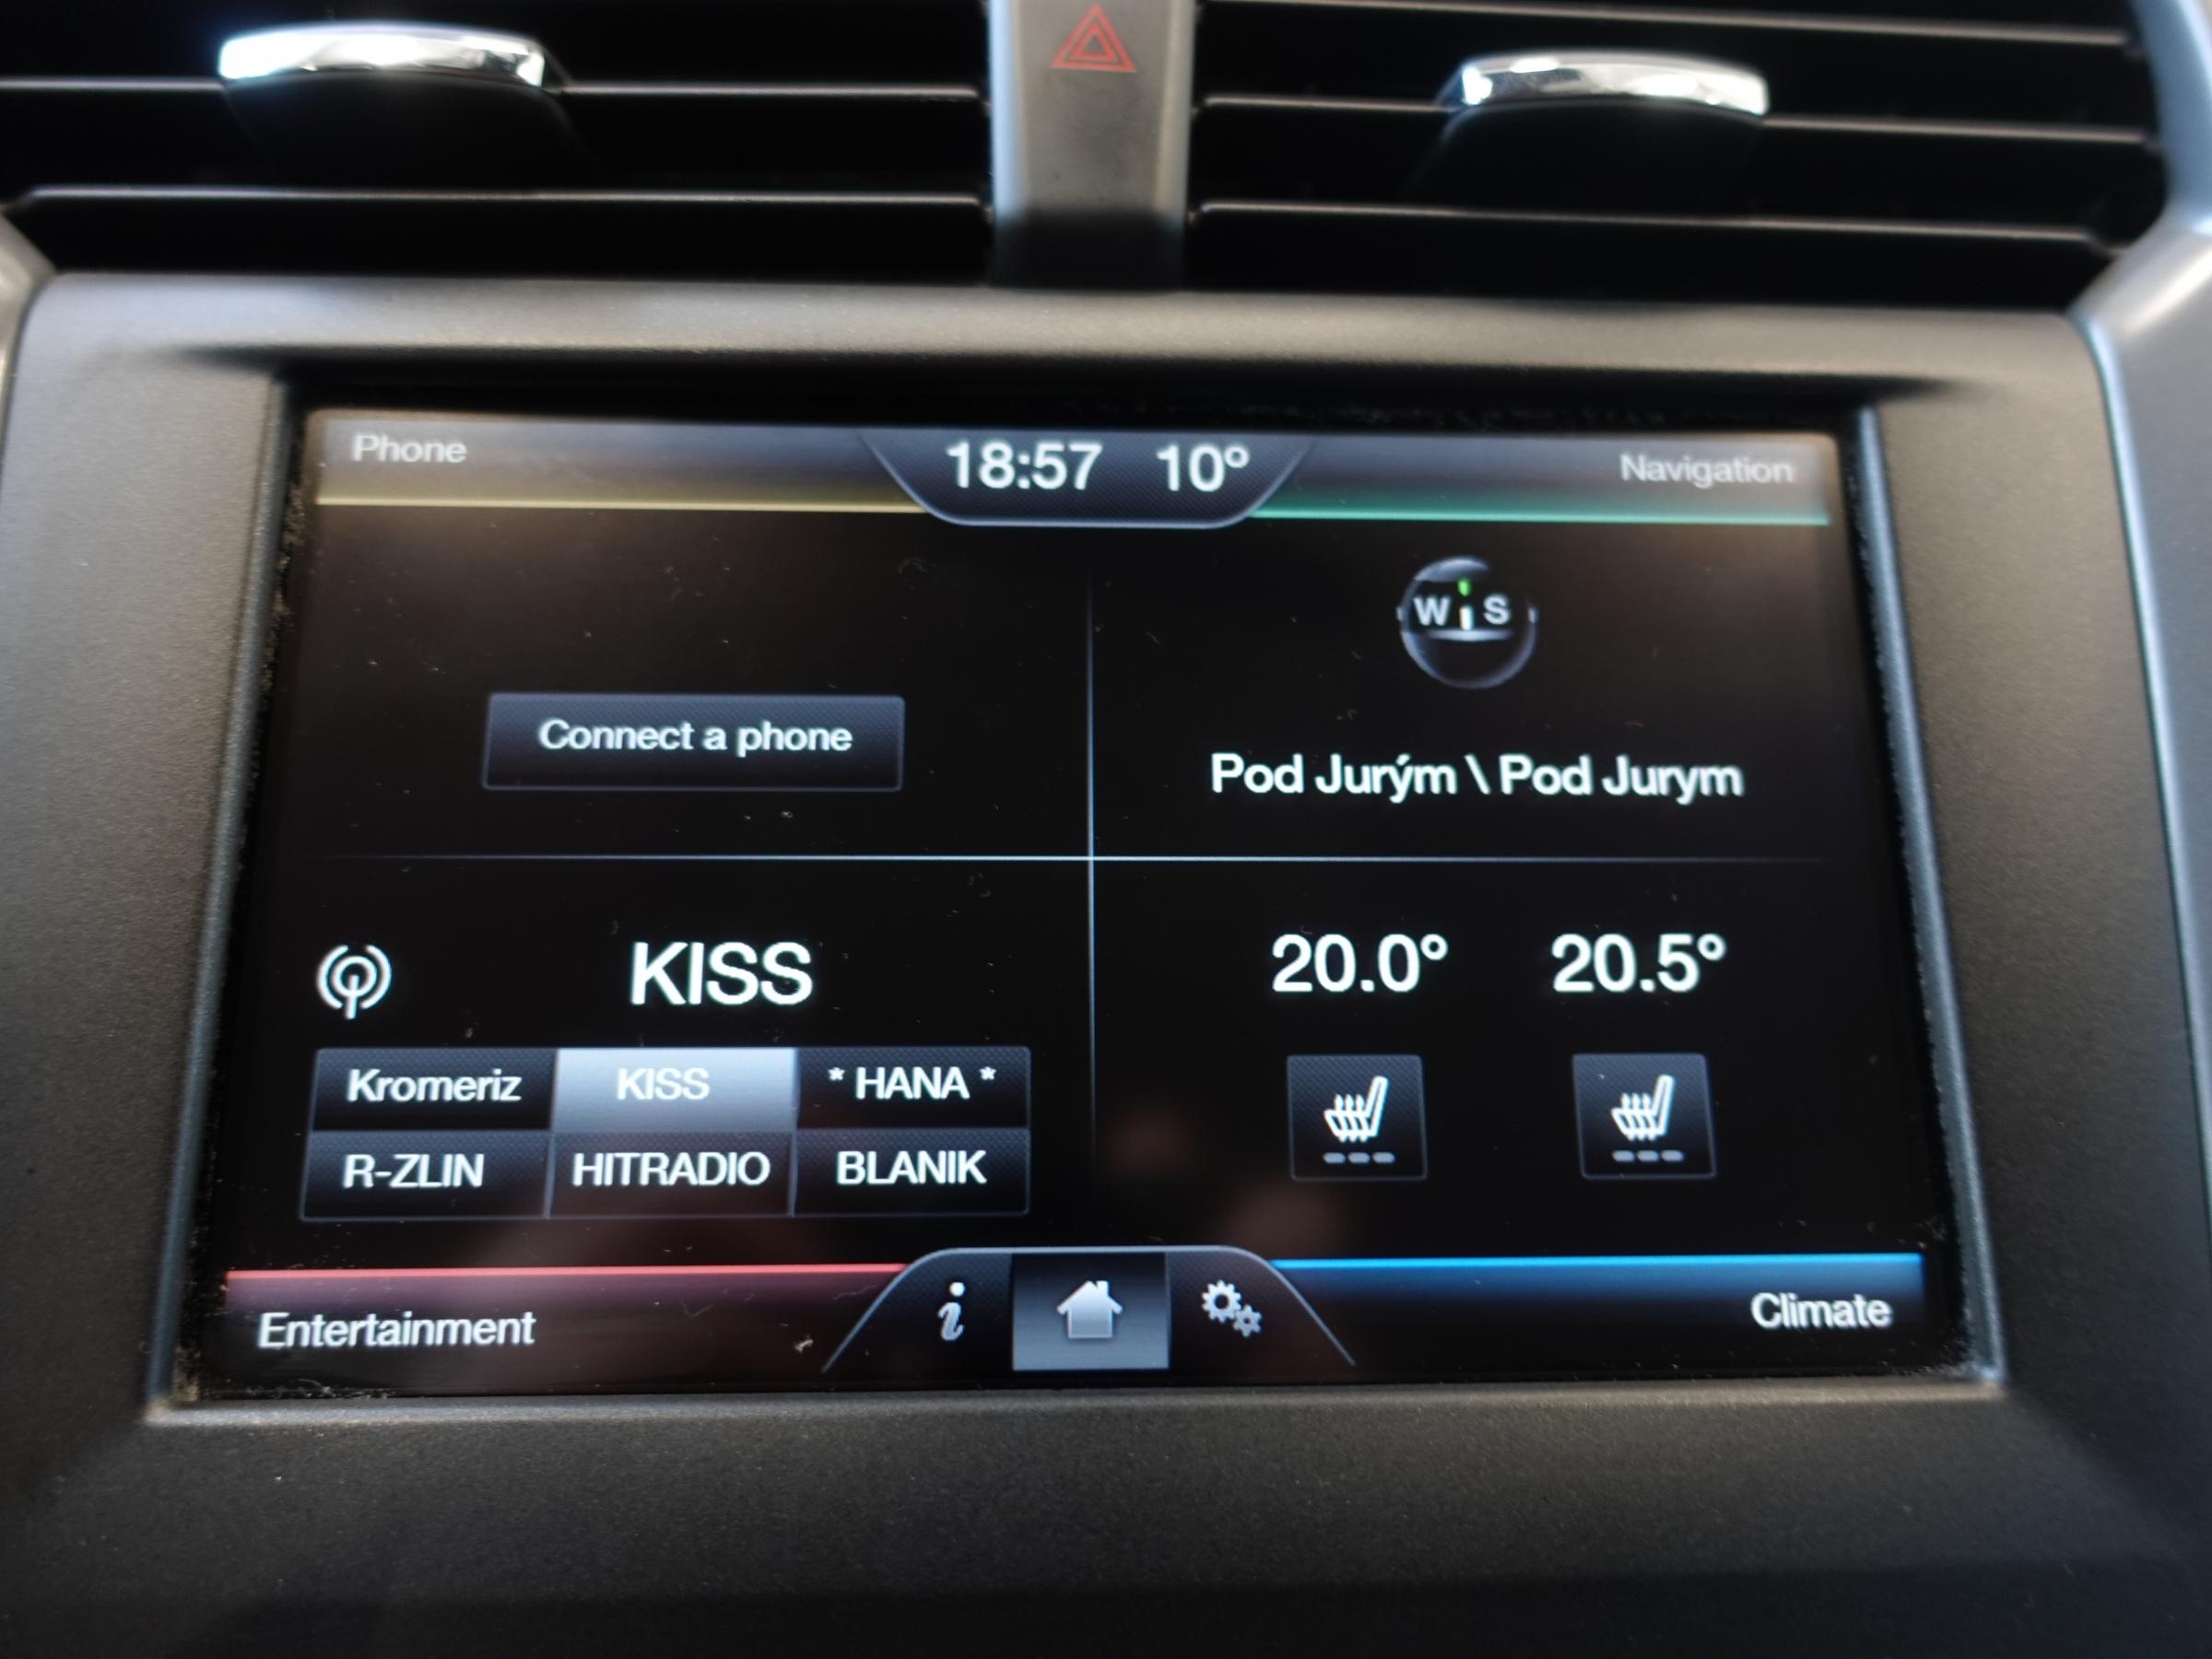 Phone
18:57 10°
Navigation
W S
Connect a phone
Pod Jurým \ Pod Jurym
KISS
20.0° 20.5°
Kromeriz KISS * HANA *
R-ZLIN HITRADIO BLANIK
Entertainment
i
Climate